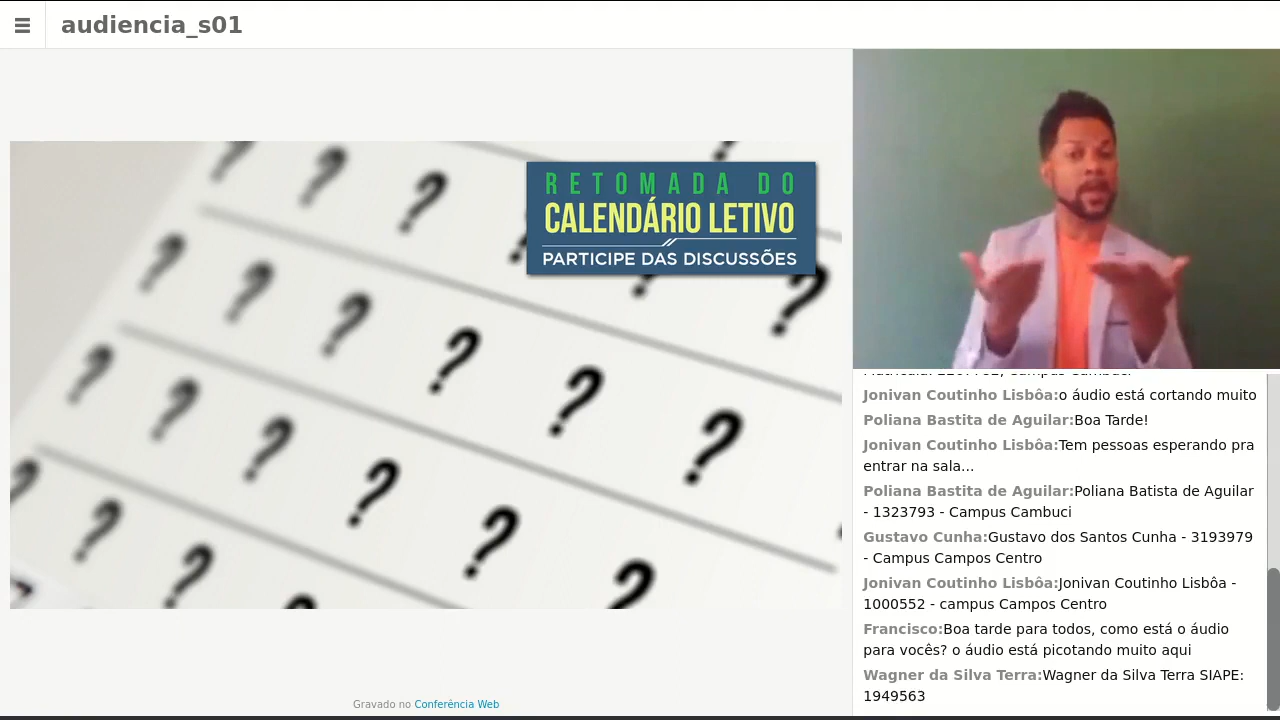 audiencia_s01
RETOMADA DO
CALENDÁRIO LETIVO
PARTICIPE DAS DISCUSSÕES
Jonivan Coutinho Lisbôa:o áudio está cortando muito
Poliana Bastita de Aguilar:Boa Tarde!
Jonivan Coutinho Lisbôa:Tem pessoas esperando pra
entrar na sala...
Poliana Bastita de Aguilar:Poliana Batista de Aguilar
- 1323793 - Campus Cambuci
Gustavo Cunha:Gustavo dos Santos Cunha - 3193979
- Campus Campos Centro
Jonivan Coutinho Lisbôa:Jonivan Coutinho Lisbôa -
1000552 - campus Campos Centro
Francisco:Boa tarde para todos, como está o áudio
para vocês? o áudio está picotando muito aqui
Wagner da Silva Terra:Wagner da Silva Terra SIAPE:
1949563
Gravado no Conferência Web